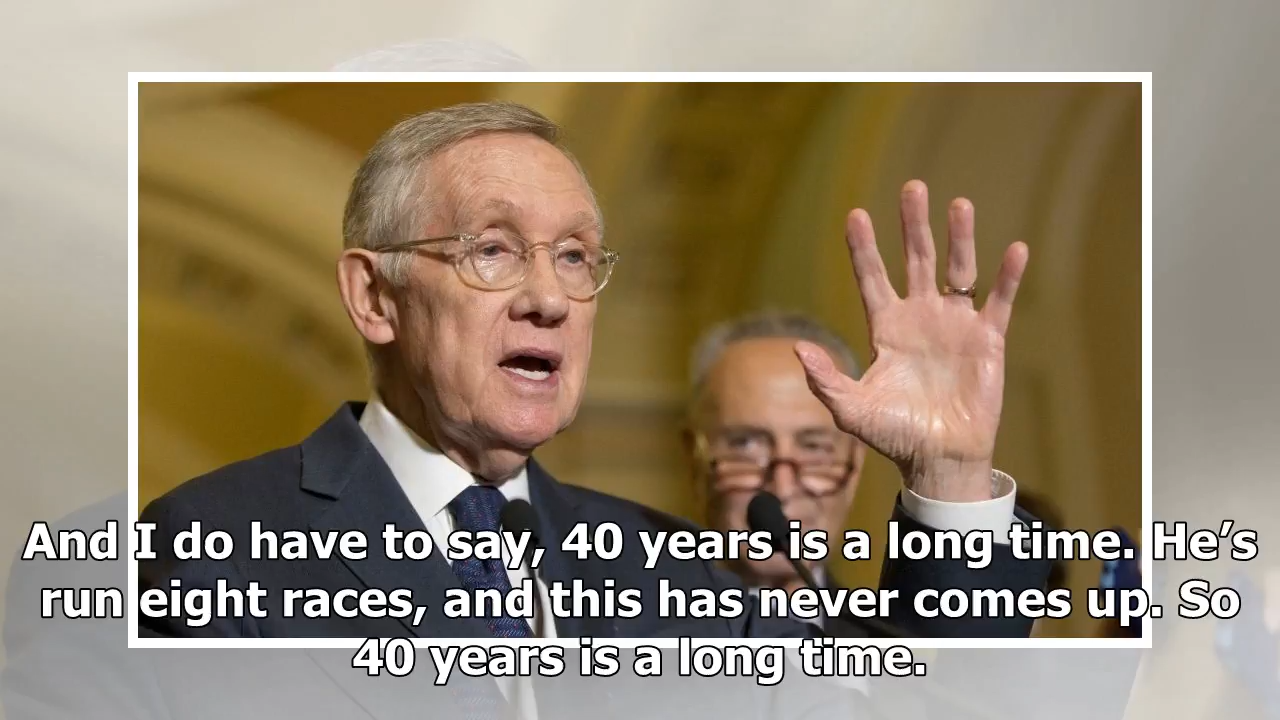 And I do have to say, 40 years is a long time. He’s
run eight races, and this has never comes up. So
40 years is a long time.